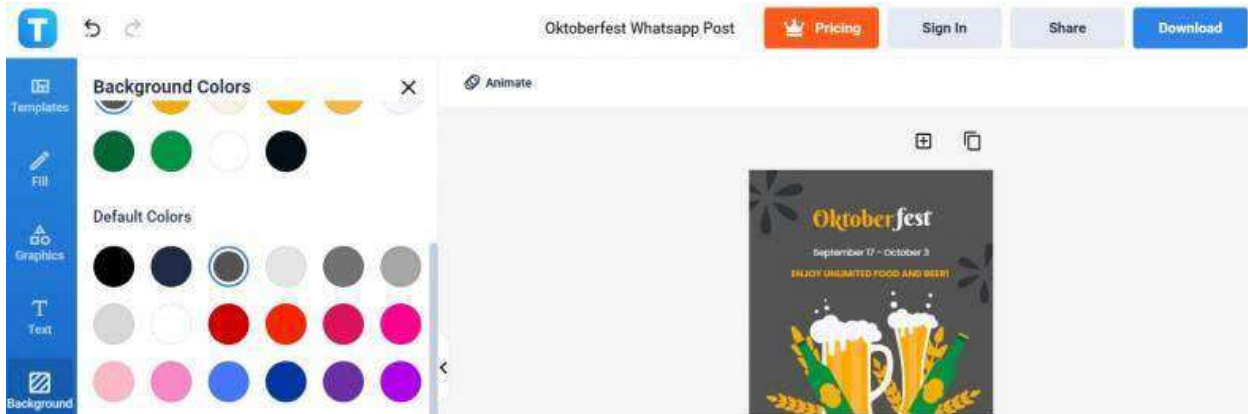 T
Oktoberfest Whatsapp Post
Pricing
Sign In
Share
Download
Templates
Fill
Graphics
T
Text
Background
Background Colors
Default Colors
Animate
Oktoberfest
September 17 - October 3
ENJOY UNLIMITED FOOD AND BEER!